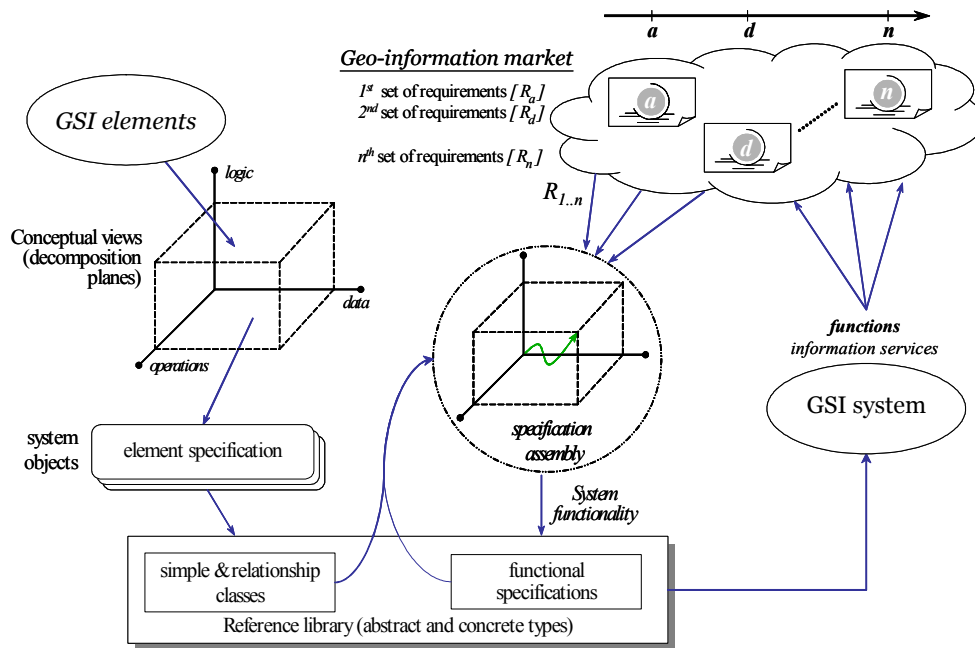 a d n
Geo-information market
1st set of requirements [ Ra ]
2nd set of requirements [ Rd ]
nth set of requirements [ Rn ]
a
d
n
GSI elements
R1..n
logic
Conceptual views
(decomposition
planes)
data
operations
functions
information services
GSI system
specification
assembly
system
objects
element specification
System
functionality
simple & relationship
classes
functional
specifications
Reference library (abstract and concrete types)